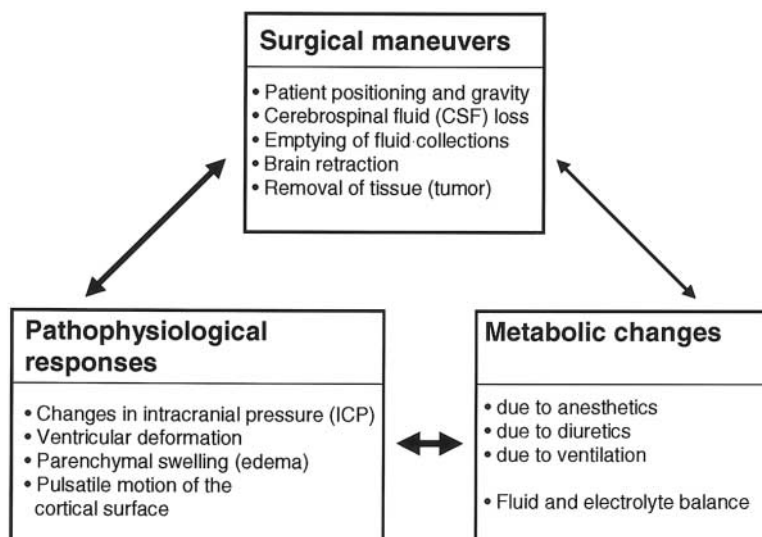 Surgical maneuvers
• Patient positioning and gravity
• Cerebrospinal fluid (CSF) loss
• Emptying of fluid collections
• Brain retraction
• Removal of tissue (tumor)
Pathophysiological
responses
• Changes in intracranial pressure (ICP)
• Ventricular deformation
• Parenchymal swelling (edema)
• Pulsatile motion of the
cortical surface
Metabolic changes
• due to anesthetics
• due to diuretics
• due to ventilation
• Fluid and electrolyte balance